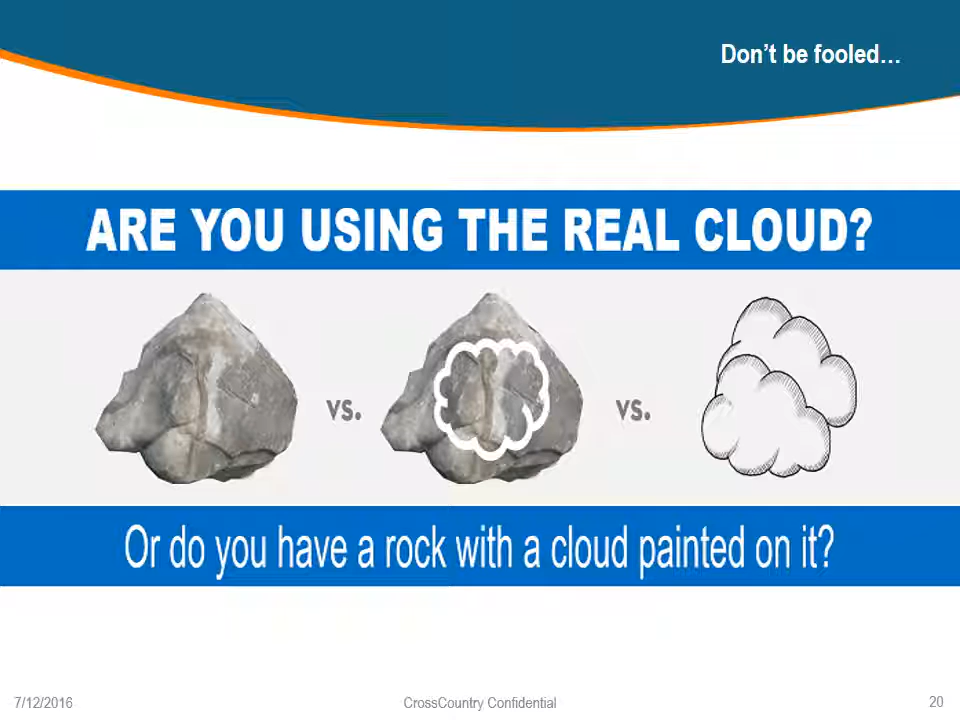 Don’t be fooled…
ARE YOU USING THE REAL CLOUD?
vs. vs.
Or do you have a rock with a cloud painted on it?
7/12/2016 CrossCountry Confidential 20